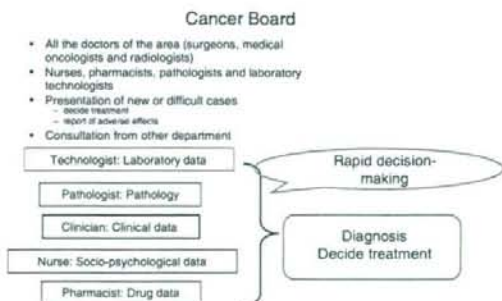 Cancer Board
• All the doctors of the area (surgeons, medical
oncologists and radiologists)
• Nurses, pharmacists, pathologists and laboratory
technologists
• Presentation of new or difficult cases
– decide treatment
– report of adverse effects
• Consultation from other department
Technologist: Laboratory data
Pathologist: Pathology
Clinician: Clinical data
Nurse: Socio-psychological data
Pharmacist: Drug data
Rapid decision-
making
Diagnosis
Decide treatment